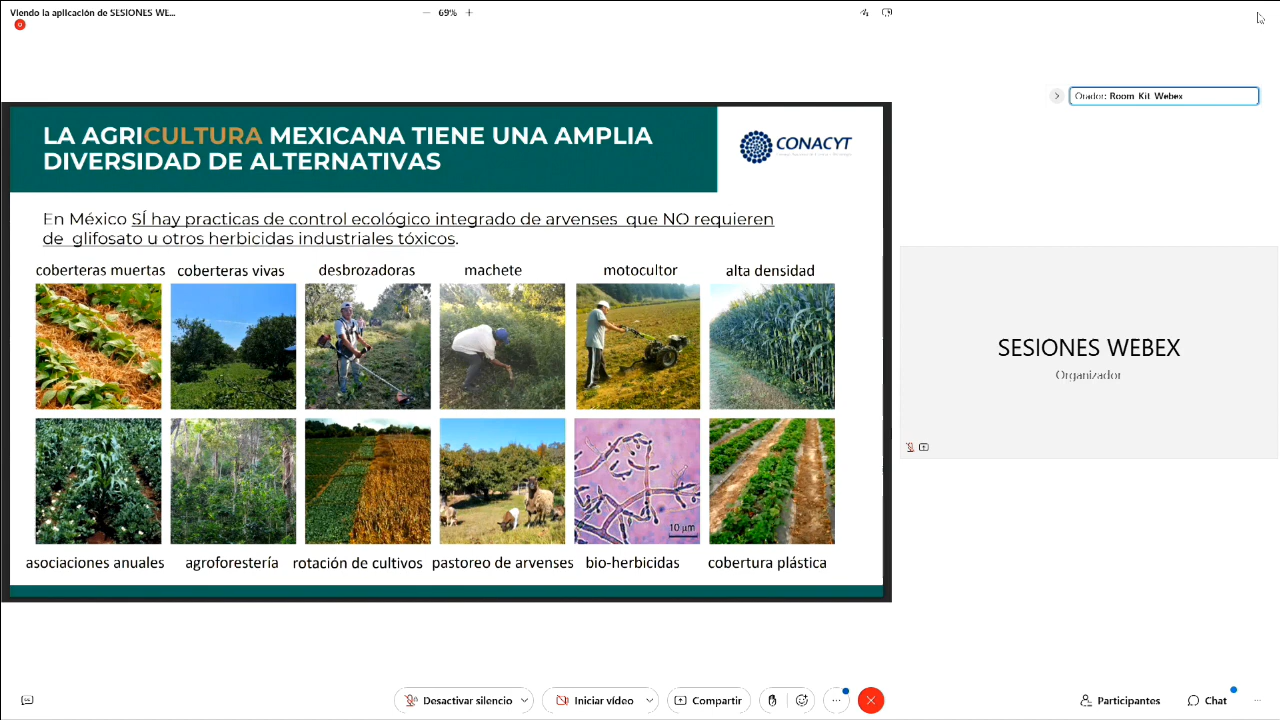 Viendo la aplicación de SESIONES WE...
69%
Orador: Room Kit Webex
LA AGRICULTURA MEXICANA TIENE UNA AMPLIA
DIVERSIDAD DE ALTERNATIVAS
CONACYT
En México SÍ hay practicas de control ecológico integrado de arvenses que NO requieren
de glifosato u otros herbicidas industriales tóxicos.
coberteras muertas coberteras vivas desbrozadoras machete motocultor alta densidad
10 µm
asociaciones anuales agroforestería rotación de cultivos pastoreo de arvenses bio-herbicidas cobertura plástica
SESIONES WEBEX
Organizador
Desactivar silencio Iniciar vídeo Compartir Participantes Chat